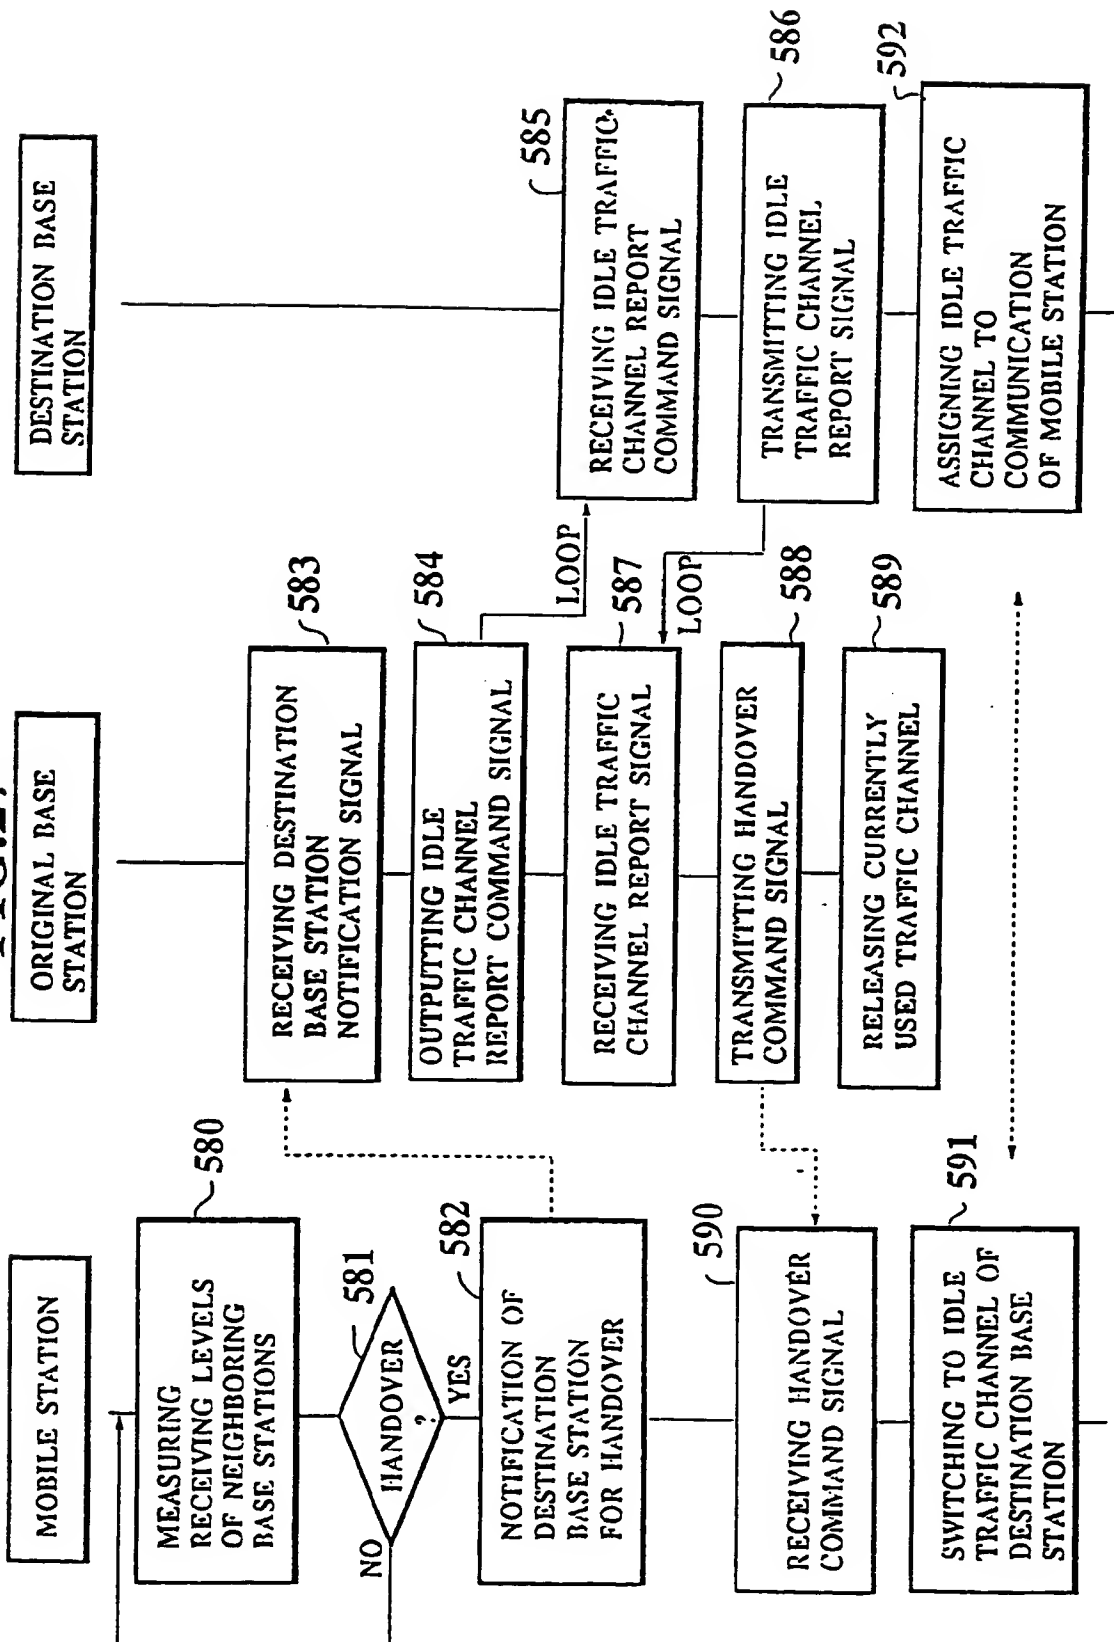 MOBILE STATION
MEASURING
RECEIVING LEVELS
OF NEIGHBORING
BASE STATIONS
580
HANDOVER
?
581
NO
YES
NOTIFICATION OF
DESTINATION
BASE STATION
FOR HANDOVER
582
RECEIVING HANDOVER
COMMAND SIGNAL
590
SWITCHING TO IDLE
TRAFFIC CHANNEL OF
DESTINATION BASE
STATION
591
ORIGINAL BASE
STATION
RECEIVING DESTINATION
BASE STATION
NOTIFICATION SIGNAL
583
OUTPUTTING IDLE
TRAFFIC CHANNEL
REPORT COMMAND SIGNAL
584
LOOP
RECEIVING IDLE TRAFFIC
CHANNEL REPORT SIGNAL
587
LOOP
TRANSMITTING HANDOVER
COMMAND SIGNAL
588
RELEASING CURRENTLY
USED TRAFFIC CHANNEL
589
DESTINATION BASE
STATION
RECEIVING IDLE TRAFFIC
CHANNEL REPORT
COMMAND SIGNAL
585
TRANSMITTING IDLE
TRAFFIC CHANNEL
REPORT SIGNAL
586
ASSIGNING IDLE TRAFFIC
CHANNEL TO
COMMUNICATION
OF MOBILE STATION
592